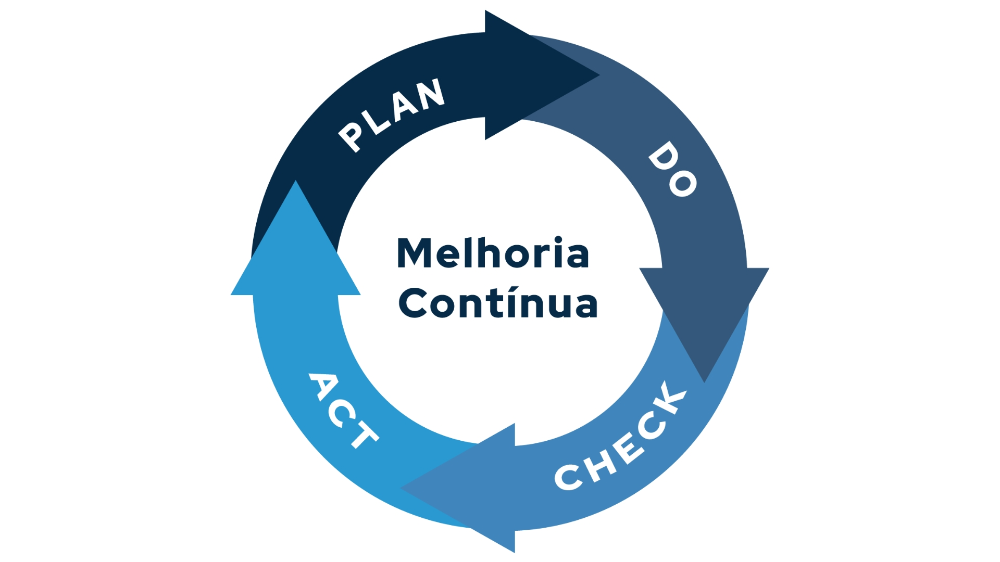 PLAN
DO
Melhoria
Contínua
CHECK
ACT